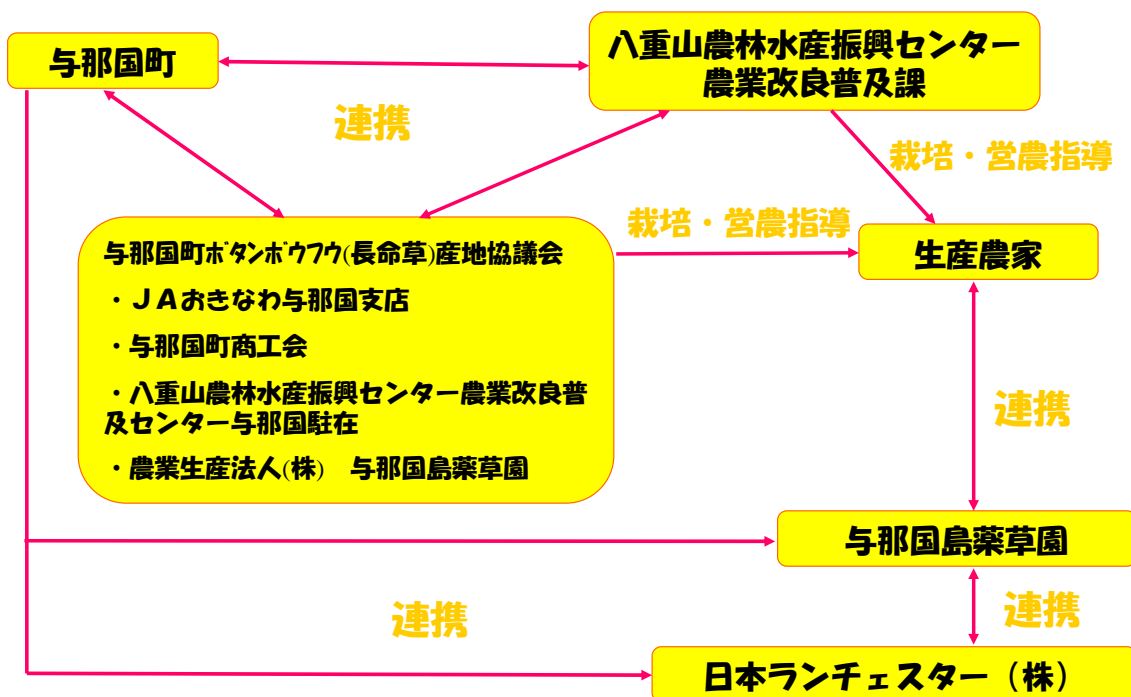 与那国町
八重山農林水産振興センター
農業改良普及課
連携
栽培・営農指導
栽培・営農指導
与那国町ボタンボウフウ(長命草)産地協議会
・ＪＡおきなわ与那国支店
・与那国町商工会
・八重山農林水産振興センター農業改良普
及センター与那国駐在
・農業生産法人(株)　与那国島薬草園
生産農家
連携
与那国島薬草園
連携
連携
日本ランチェスター（株）